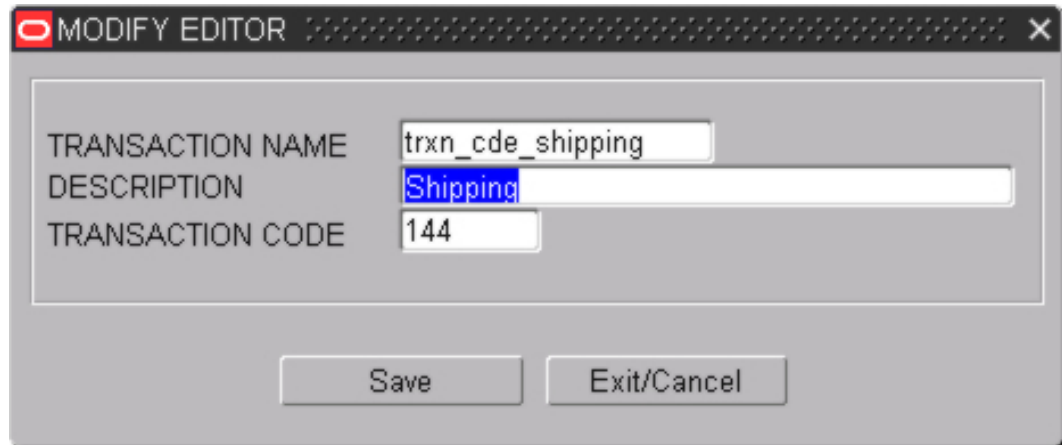 MODIFY EDITOR
TRANSACTION NAME trxn_cde_shipping
DESCRIPTION Shipping
TRANSACTION CODE 144
Save Exit/Cancel